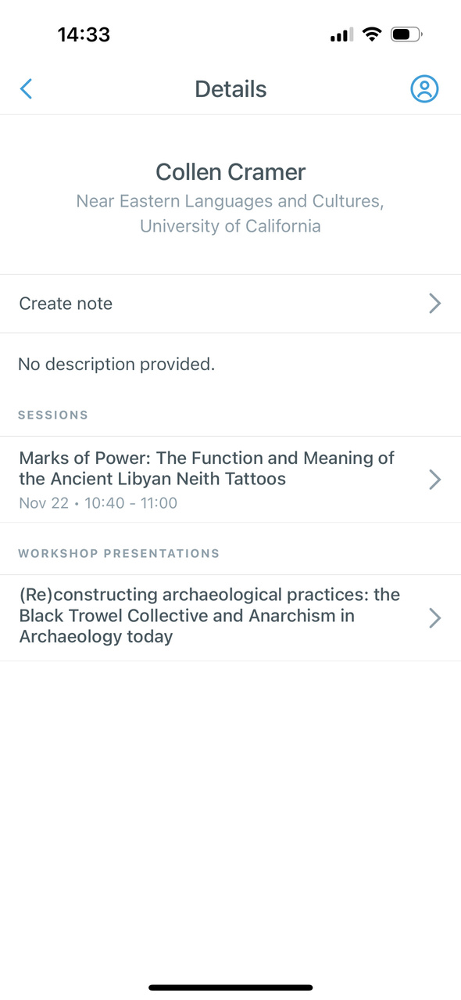 14:33
Details
Collen Cramer
Near Eastern Languages and Cultures,
University of California
Create note
No description provided.
SESSIONS
Marks of Power: The Function and Meaning of
the Ancient Libyan Neith Tattoos
Nov 22 • 10:40 - 11:00
WORKSHOP PRESENTATIONS
(Re)constructing archaeological practices: the
Black Trowel Collective and Anarchism in
Archaeology today